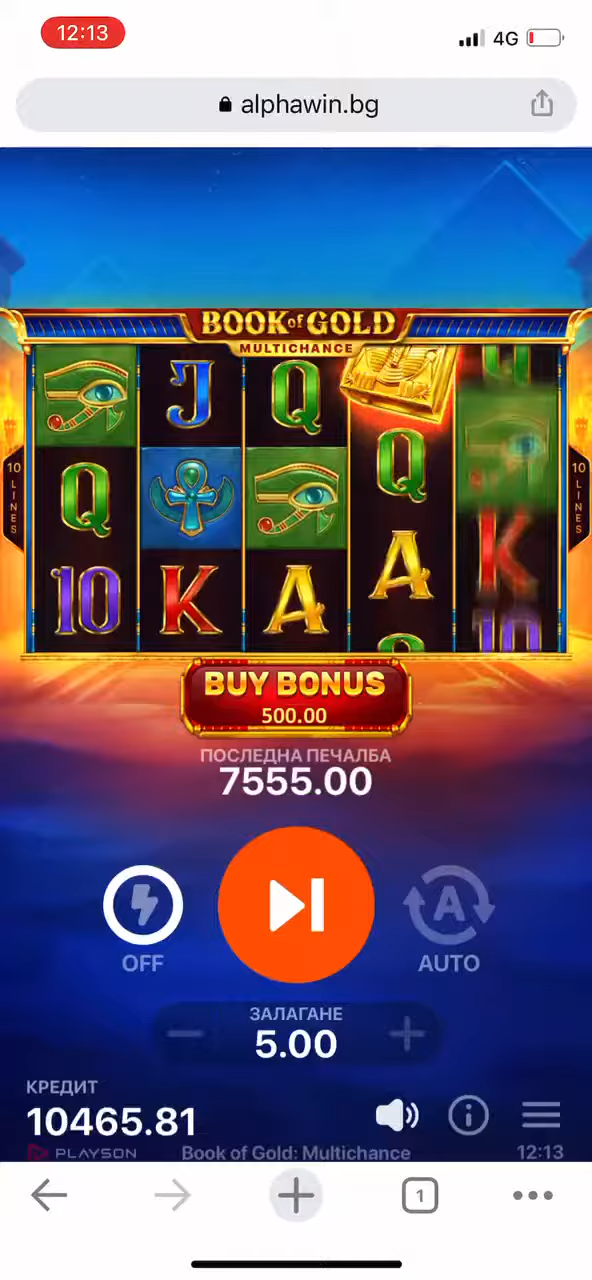 12:13
4G
alphawin.bg
BOOK of GOLD
MULTICHANCE
J Q
Q Q
10 LINES
10 LINES
A K
10 K A
BUY BONUS
500.00
ПОСЛЕДНА ПЕЧАЛБА
7555.00
OFF
A
AUTO
ЗАЛАГАНЕ
5.00
КРЕДИТ
10465.81
PLAYSON
Book of Gold: Multichance
12:13
1